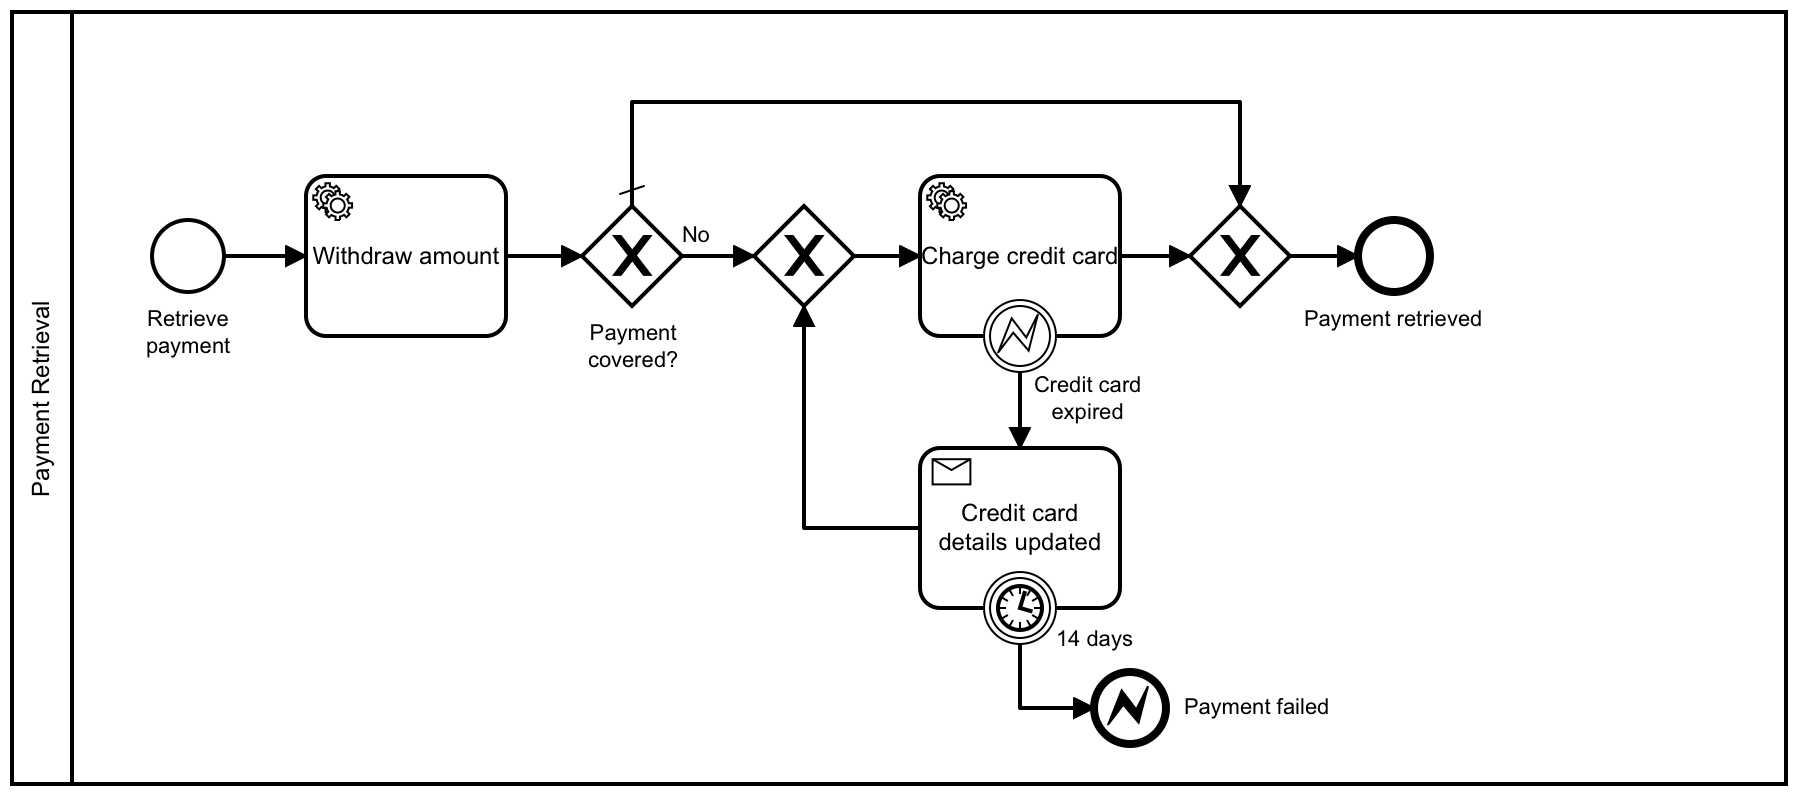 Payment Retrieval
Retrieve
payment
Withdraw amount
Payment
covered?
No
Charge credit card
Credit card
expired
Credit card
details updated
14 days
Payment failed
Payment retrieved